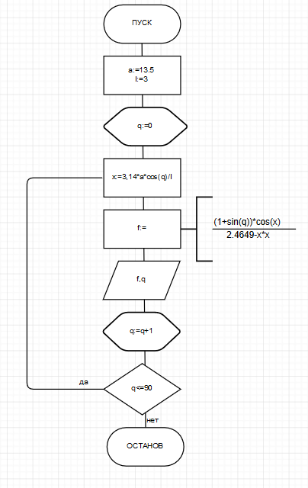 ПУСК
a:=13.5
l:=3
q:=0
x:=3,14*a*cos(q)/l
f:=
(1+sin(q))*cos(x)
2.4649-x*x
f,q
q:=q+1
да
q<=90
нет
ОСТАНОВ